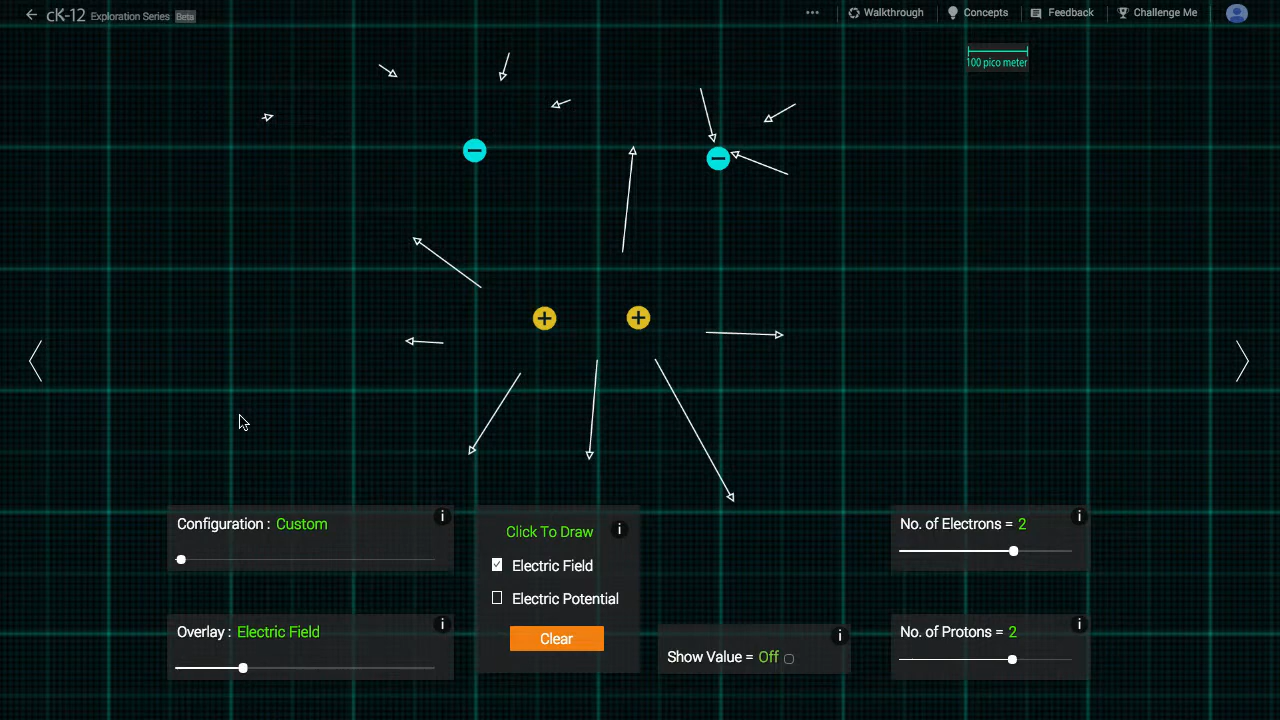 cK-12 Exploration Series Beta
Walkthrough
Concepts
Feedback
Challenge Me
100 pico meter
Configuration : Custom
Overlay : Electric Field
Click To Draw
Electric Field
Electric Potential
Clear
Show Value = Off
No. of Electrons = 2
No. of Protons = 2